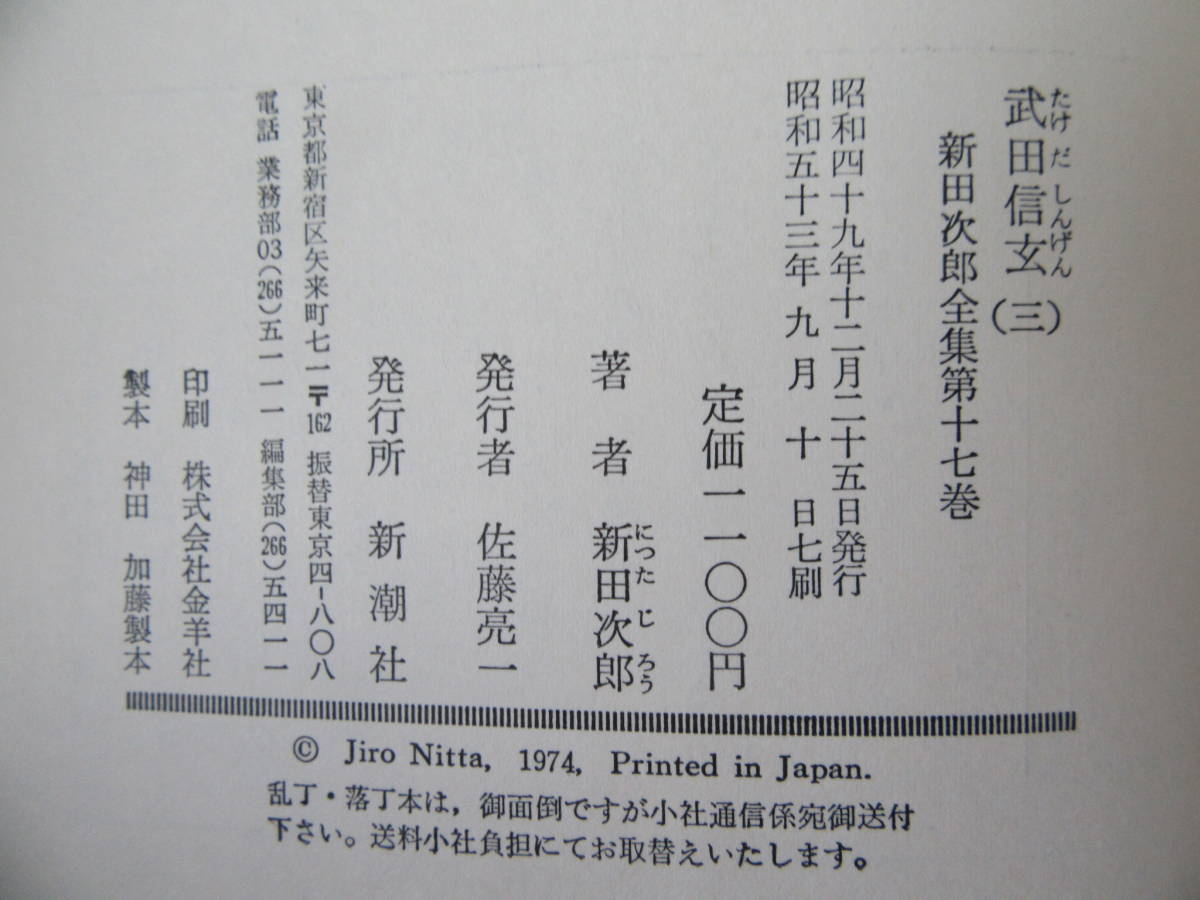 武田信玄(三)
たけ だ しんげん
新田次郎全集第十七巻
昭和四十九年十二月二十五日発行
昭和五十三年 九 月 十 日七刷
定価一一〇〇円
著 者 新田次郎
につた じ ろう
発行者 佐藤亮一
発行所 新潮社
東京都新宿区矢来町七一〒162 振替東京四-八〇八
電話 業務部03(266)五一一一 編集部(266)五四一一
印刷 株式会社金羊社
製本 神田 加藤製本
© Jiro Nitta, 1974, Printed in Japan.
乱丁・落丁本は,御面倒ですが小社通信係宛御送付
下さい。送料小社負担にてお取替えいたします。